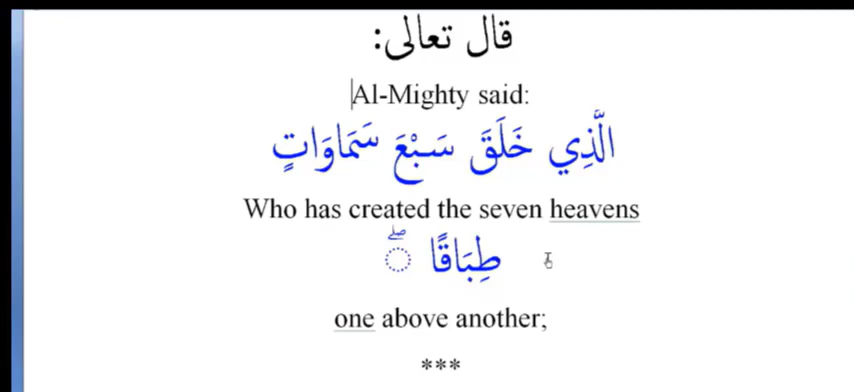 قال تعالى:
Al-Mighty said:
الَّذِي خَلَقَ سَبْعَ سَمَاوَاتٍ
Who has created the seven heavens
طِبَاقًا ۖ
one above another;
***